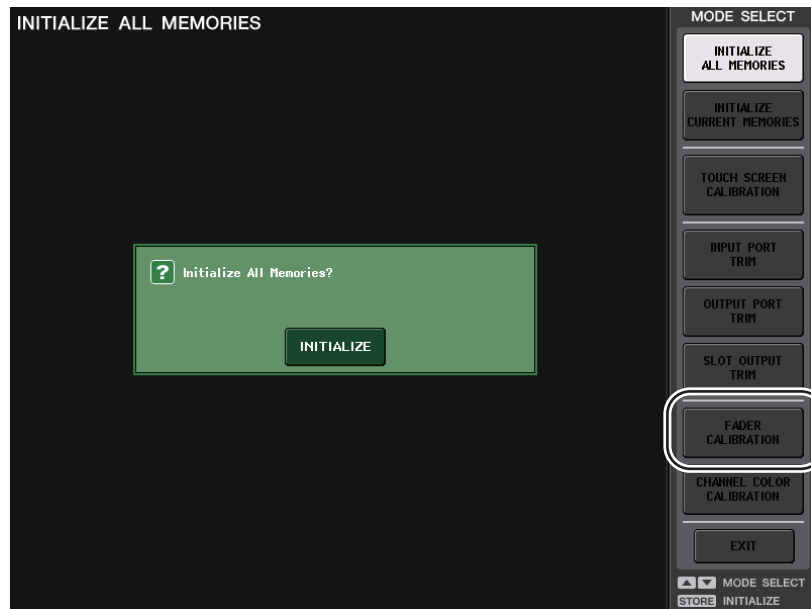 INITIALIZE ALL MEMORIES
? Initialize All Memories?
INITIALIZE
MODE SELECT
INITIALIZE
ALL MEMORIES
INITIALIZE
CURRENT MEMORIES
TOUCH SCREEN
CALIBRATION
INPUT PORT
TRIM
OUTPUT PORT
TRIM
SLOT OUTPUT
TRIM
FADER
CALIBRATION
CHANNEL COLOR
CALIBRATION
EXIT
▲ ▼ MODE SELECT
STORE INITIALIZE